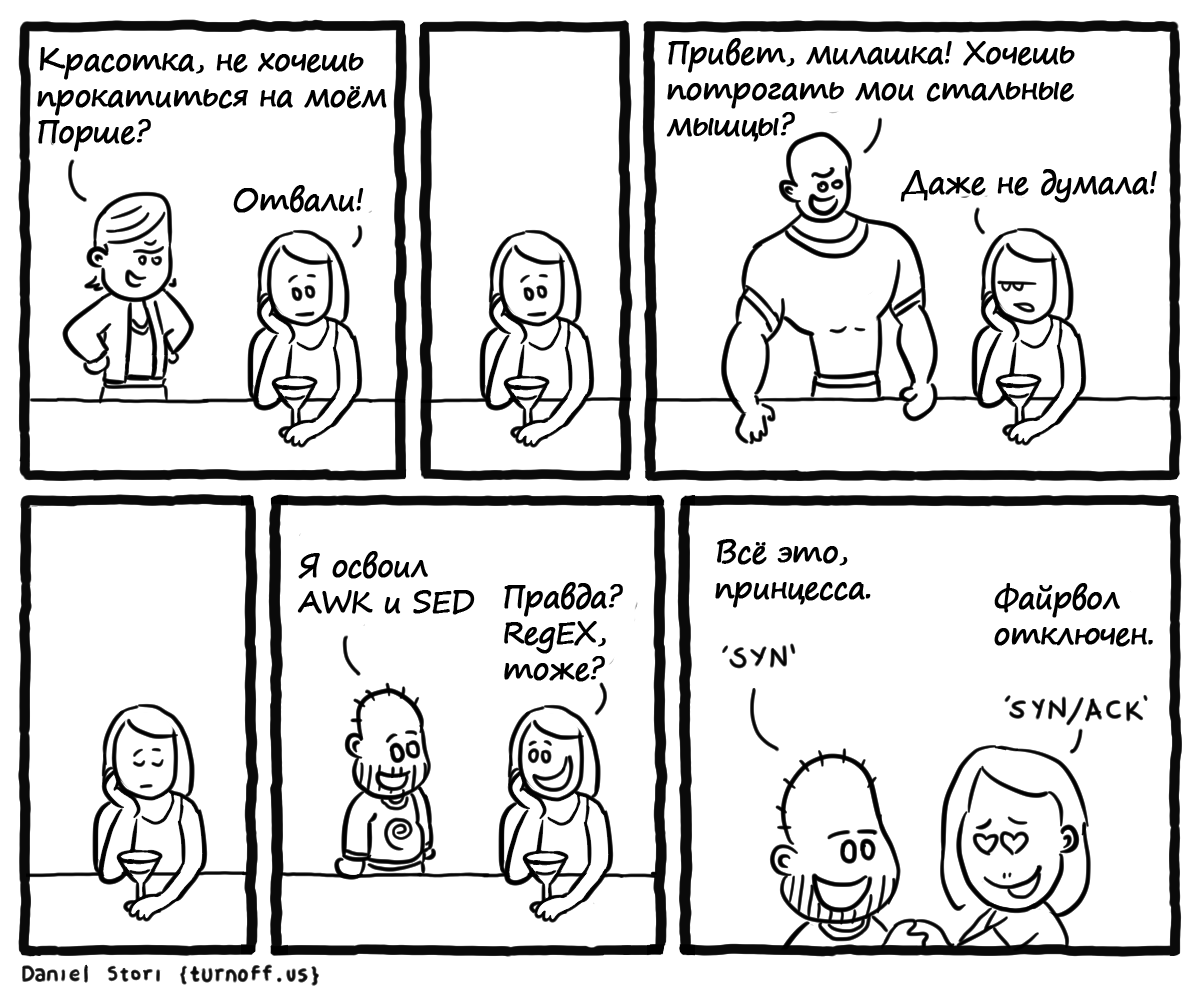 Красотка, не хочешь
прокатиться на моём
Порше?
Отвали!
Привет, милашка! Хочешь
потрогать мои стальные
мышцы?
Даже не думала!
Я освоил
AWK и SED
Правда?
RegEX,
тоже?
Всё это,
принцесса.
'SYN'
Файрвол
отключен.
'SYN/ACK'
Daniel Stori {turnoff.us}